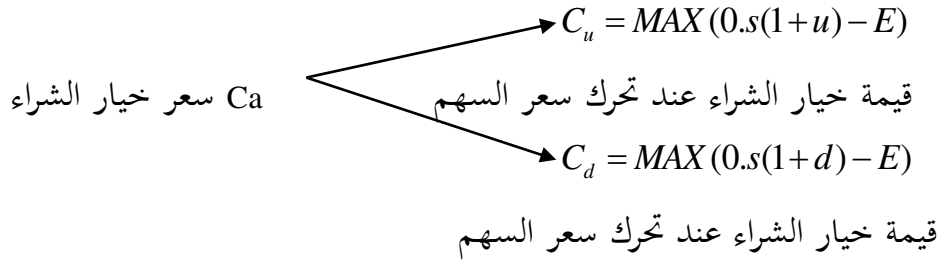 C_u = MAX(0.s(1+u)-E)
قيمة خيار الشراء عند تحرك سعر السهم
Ca سعر خيار الشراء
C_d = MAX(0.s(1+d)-E)
قيمة خيار الشراء عند تحرك سعر السهم